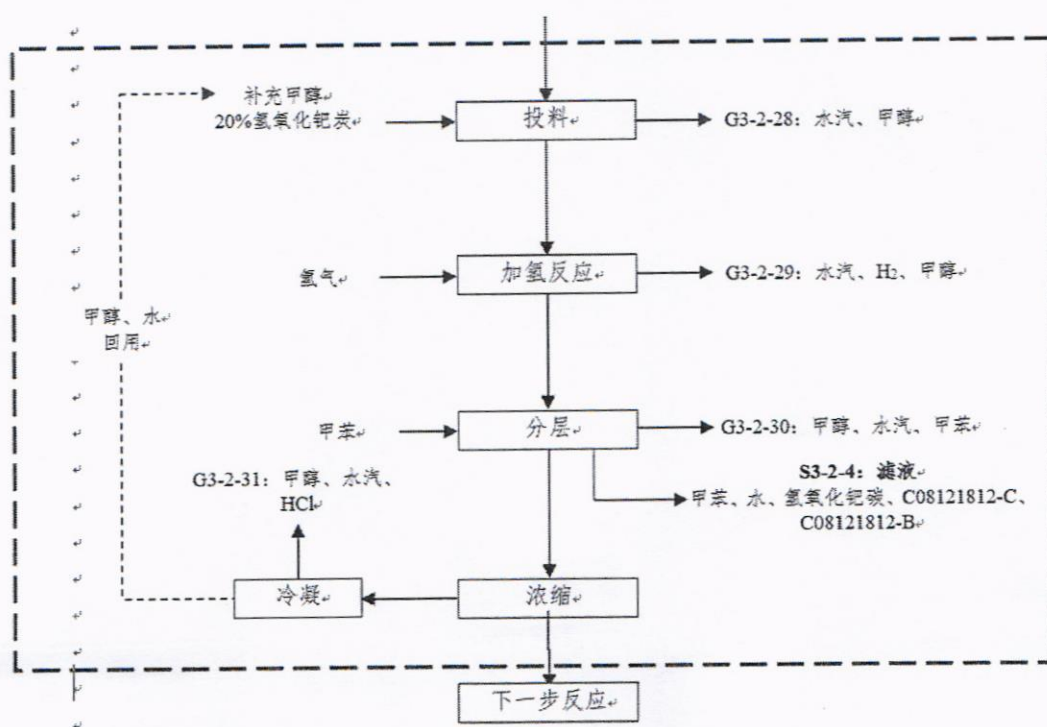 补充甲醇
20%氢氧化钯炭
投料
G3-2-28：水汽、甲醇
氢气
加氢反应
G3-2-29：水汽、H2、甲醇
甲醇、水
回用
甲苯
分层
G3-2-30：甲醇、水汽、甲苯
G3-2-31：甲醇、水汽、
HCl
S3-2-4：滤液
甲苯、水、氢氧化钯碳、C08121812-C、
C08121812-B
冷凝
浓缩
下一步反应